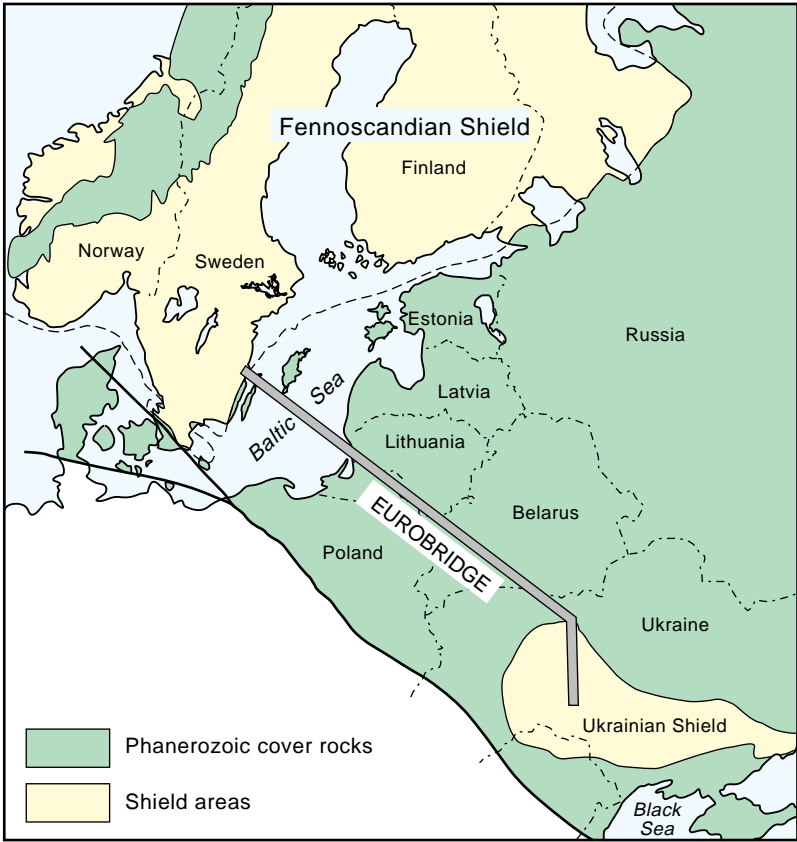 Fennoscandian Shield
Finland
Norway
Sweden
Estonia
Russia
Baltic Sea
Latvia
Lithuania
Belarus
EUROBRIDGE
Poland
Ukraine
Ukrainian Shield
Phanerozoic cover rocks
Shield areas
Black
Sea